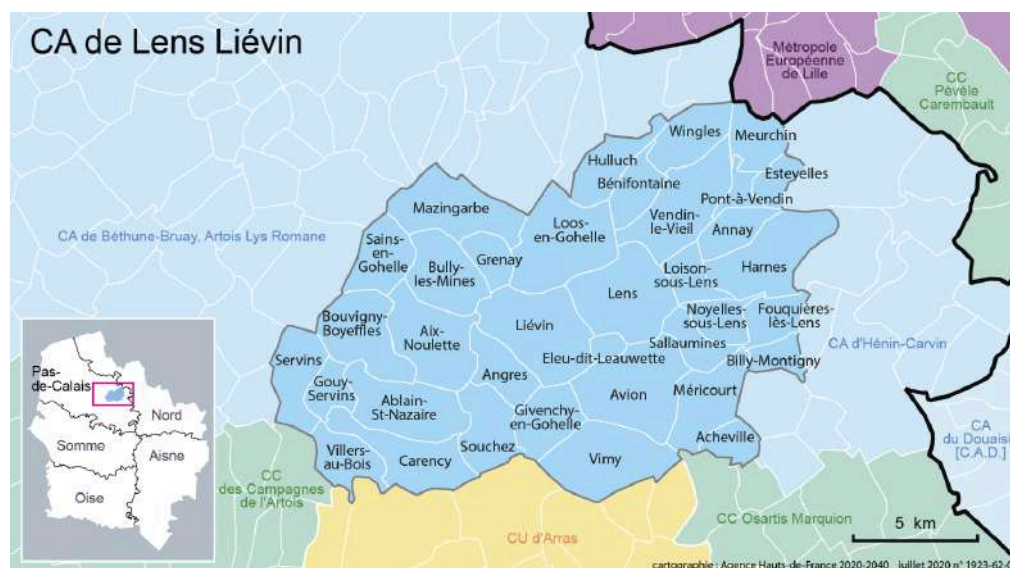 CA de Lens Liévin
Métropole
Européenne
de Lille
CC
Pévèle
Carembault
Wingles
Meurchin
Hulluch
Bénifontaine
Estevelles
Pont-à-Vendin
Mazingarbe
Loos-
en-Gohelle
Vendin-
le-Vieil
Annay
CA de Béthune-Bruay, Artois Lys Romane
Sains-
en-
Gohelle
Bully-
les-Mines
Grenay
Loison-
sous-Lens
Harnes
Lens
Bouvigny-
Boyeffles
Aix-
Noulette
Liévin
Noyelles-
sous-Lens
Fouquières-
lès-Lens
Sallaumines
CA d'Hénin-Carvin
Servins
Eleu-dit-Leauwette
Billy-Montigny
Gouy-
Servins
Angres
Ablain-
St-Nazaire
Avion
Méricourt
Givenchy-
en-Gohelle
Acheville
Villers-
au-Bois
Carency
Souchez
Vimy
CA
du Douaisi
[C.A.D.]
CC
des Campagnes
de l'Artois
CU d'Arras
CC Osartis Marquion
5 km
Pas-
de-Calais
Nord
Somme
Aisne
Oise
cartographie : Agence Hauts-de-France 2020-2040 juillet 2020 n° 1923-62-